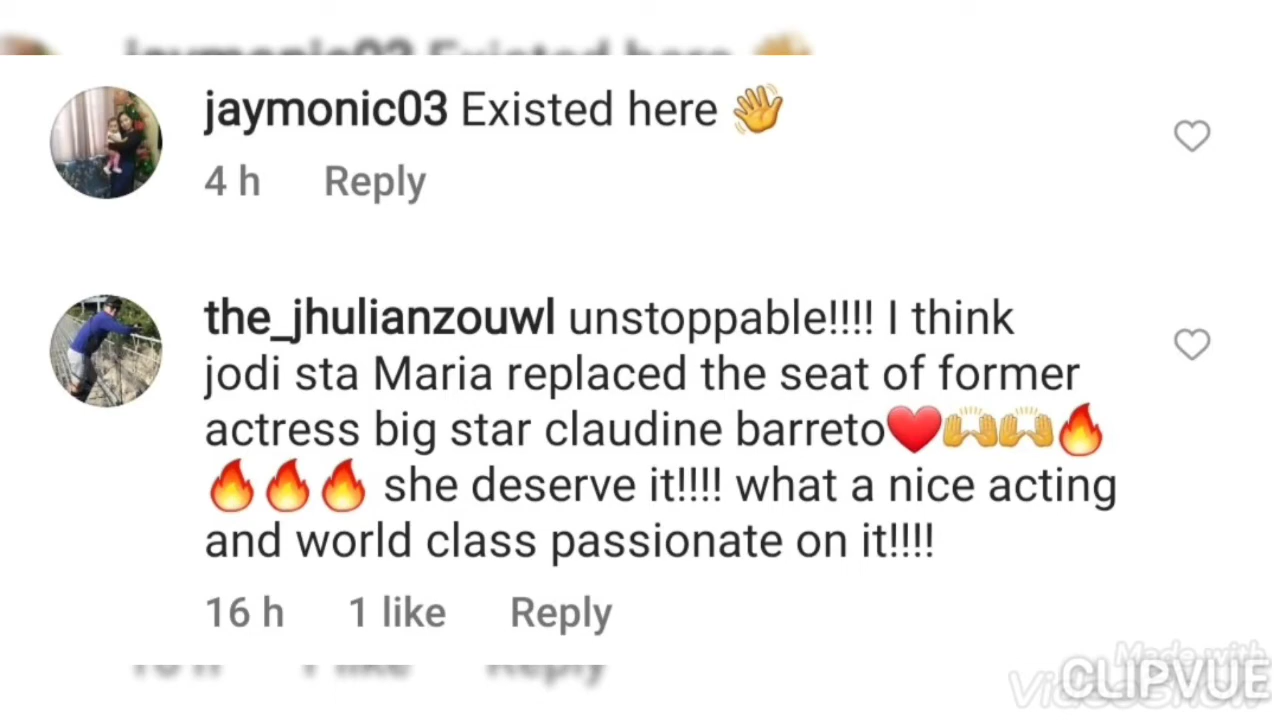 jaymonic03 Existed here 👋
4 h Reply
the_jhulianzouwl unstoppable!!!! I think
jodi sta Maria replaced the seat of former
actress big star claudine barreto❤️🙌🙌🔥
🔥🔥🔥 she deserve it!!!! what a nice acting
and world class passionate on it!!!!
16 h 1 like Reply
Made with
CLIPVUE